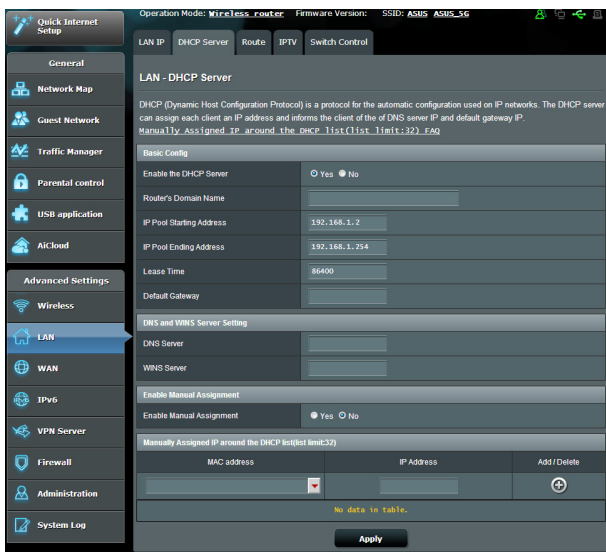 Operation Mode: Wireless router Firmware Version: SSID: ASUS ASUS_5G
Quick Internet Setup
General
Network Map
Guest Network
Traffic Manager
Parental control
USB application
AiCloud
Advanced Settings
Wireless
LAN
WAN
IPv6
VPN Server
Firewall
Administration
System Log
LAN IP DHCP Server Route IPTV Switch Control
LAN - DHCP Server
DHCP (Dynamic Host Configuration Protocol) is a protocol for the automatic configuration used on IP networks. The DHCP server
can assign each client an IP address and informs the client of the of DNS server IP and default gateway IP.
Manually Assigned IP around the DHCP list(list limit:32) FAQ
Basic Config
Enable the DHCP Server Yes No
Router's Domain Name
IP Pool Starting Address 192.168.1.2
IP Pool Ending Address 192.168.1.254
Lease Time 86400
Default Gateway
DNS and WINS Server Setting
DNS Server
WINS Server
Enable Manual Assignment
Enable Manual Assignment Yes No
Manually Assigned IP around the DHCP list(list limit:32)
MAC address IP Address Add / Delete
No data in table.
Apply